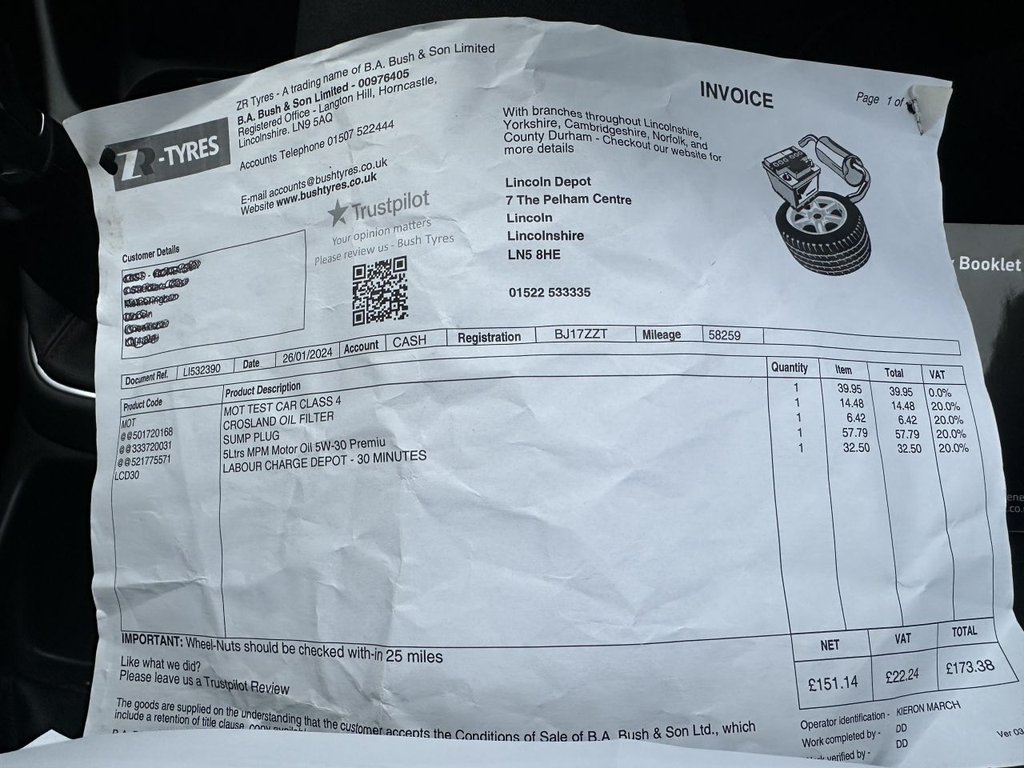 ZR Tyres - A trading name of B.A. Bush & Son Limited
B.A. Bush & Son Limited - 00976405
Registered Office - Langton Hill, Horncastle,
Lincolnshire. LN9 5AQ
Accounts Telephone 01507 522444
E-mail accounts@bushtyres.co.uk
Website www.bushtyres.co.uk
ZR-TYRES
INVOICE
Page 1 of
With branches throughout Lincolnshire,
Yorkshire, Cambridgeshire, Norfolk, and
County Durham - Checkout our website for
more details
Lincoln Depot
7 The Pelham Centre
Lincoln
Lincolnshire
LN5 8HE
01522 533335
Trustpilot
Your opinion matters
Please review us - Bush Tyres
Customer Details
Booklet
Document Ref. LI532390 Date 26/01/2024 Account CASH Registration BJ17ZZT Mileage 58259
Product Code Product Description Quantity Item Total VAT
MOT MOT TEST CAR CLASS 4 1 39.95 39.95 0.0%
@@501720168 CROSLAND OIL FILTER 1 14.48 14.48 20.0%
@@333720031 SUMP PLUG 1 6.42 6.42 20.0%
@@521775571 5Ltrs MPM Motor Oil 5W-30 Premiu 1 57.79 57.79 20.0%
LCD30 LABOUR CHARGE DEPOT - 30 MINUTES 1 32.50 32.50 20.0%
IMPORTANT: Wheel-Nuts should be checked with-in 25 miles
Like what we did?
Please leave us a Trustpilot Review
NET VAT TOTAL
£151.14 £22.24 £173.38
The goods are supplied on the understanding that the customer accepts the Conditions of Sale of B.A. Bush & Son Ltd., which
include a retention of title clause,
Operator identification - KIERON MARCH
Work completed by - DD
verified by - DD
Ver 03